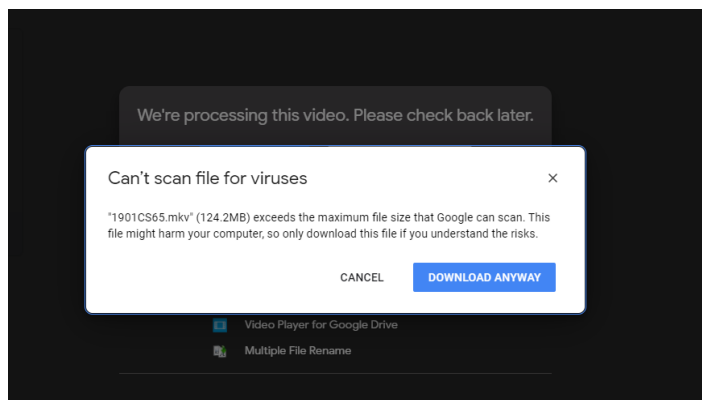 We're processing this video. Please check back later.
Can't scan file for viruses
"1901CS65.mkv" (124.2MB) exceeds the maximum file size that Google can scan. This
file might harm your computer, so only download this file if you understand the risks.
CANCEL DOWNLOAD ANYWAY
Video Player for Google Drive
Multiple File Rename